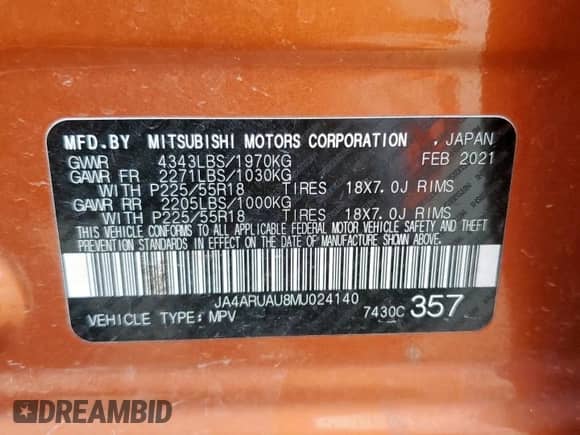 MFD.BY MITSUBISHI MOTORS CORPORATION , JAPAN
GVWR 4343LBS/1970KG FEB 2021
GAWR FR 2271LBS/1030KG
WITH P225/55R18 TIRES 18X7.0J RIMS
GAWR RR 2205LBS/1000KG
WITH P225/55R18 TIRES 18X7.0J RIMS
THIS VEHICLE CONFORMS TO ALL APPLICABLE FEDERAL MOTOR VEHICLE SAFETY AND THEFT
PREVENTION STANDARDS IN EFFECT ON THE DATE OF MANUFACTURE SHOWN ABOVE.
JA4ARUAU8MU024140
VEHICLE TYPE: MPV 7430C 357
DREAMBID